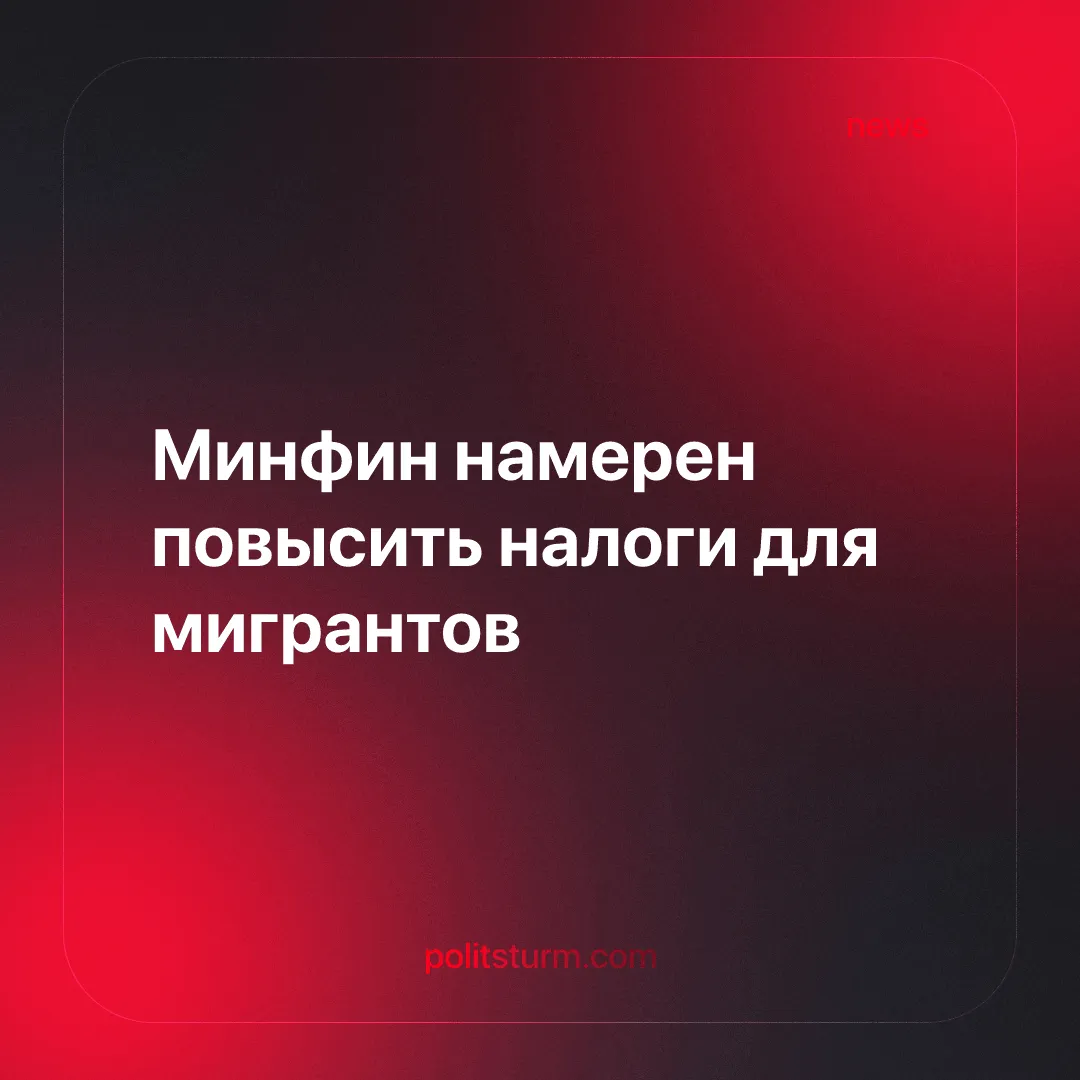 news
Минфин намерен
повысить налоги для
мигрантов
politsturm.com